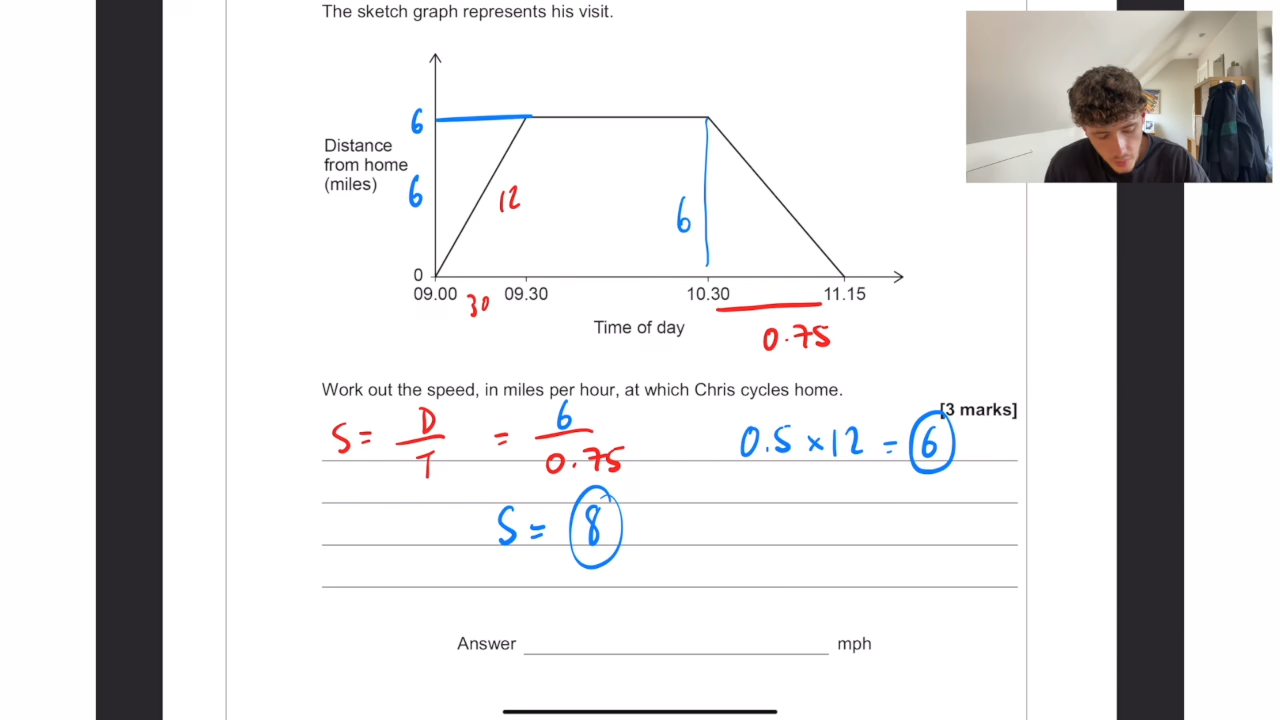 The sketch graph represents his visit.
6
Distance
from home
(miles)
6
12
6
0
09.00 09.30 10.30 11.15
30
Time of day
0.75
Work out the speed, in miles per hour, at which Chris cycles home.
[3 marks]
S = D/T = 6/0.75
0.5 × 12 = 6
S = 8
Answer mph